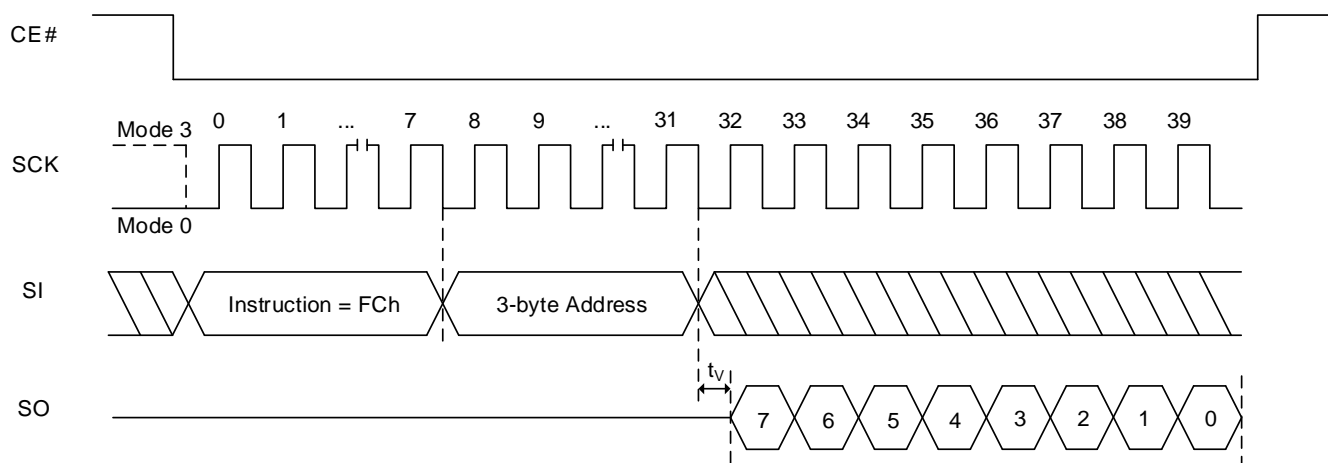 CE#
SCK
Mode 3
Mode 0
0 1 ... 7 8 9 ... 31 32 33 34 35 36 37 38 39
SI
Instruction = FCh
3-byte Address
tV
SO
7 6 5 4 3 2 1 0